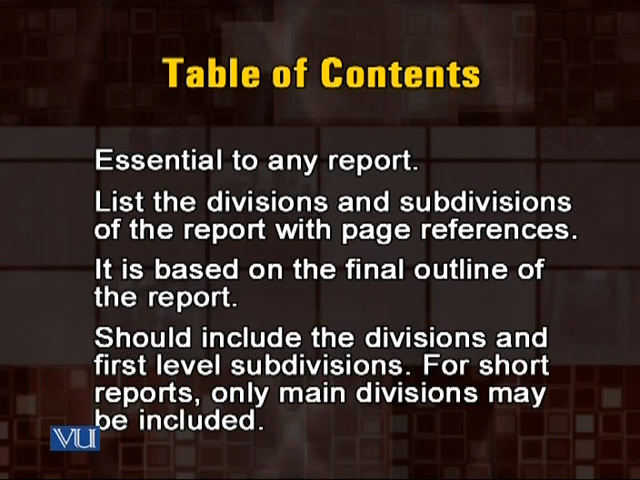 Table of Contents
Essential to any report.
List the divisions and subdivisions
of the report with page references.
It is based on the final outline of
the report.
Should include the divisions and
first level subdivisions. For short
reports, only main divisions may
be included.
VU